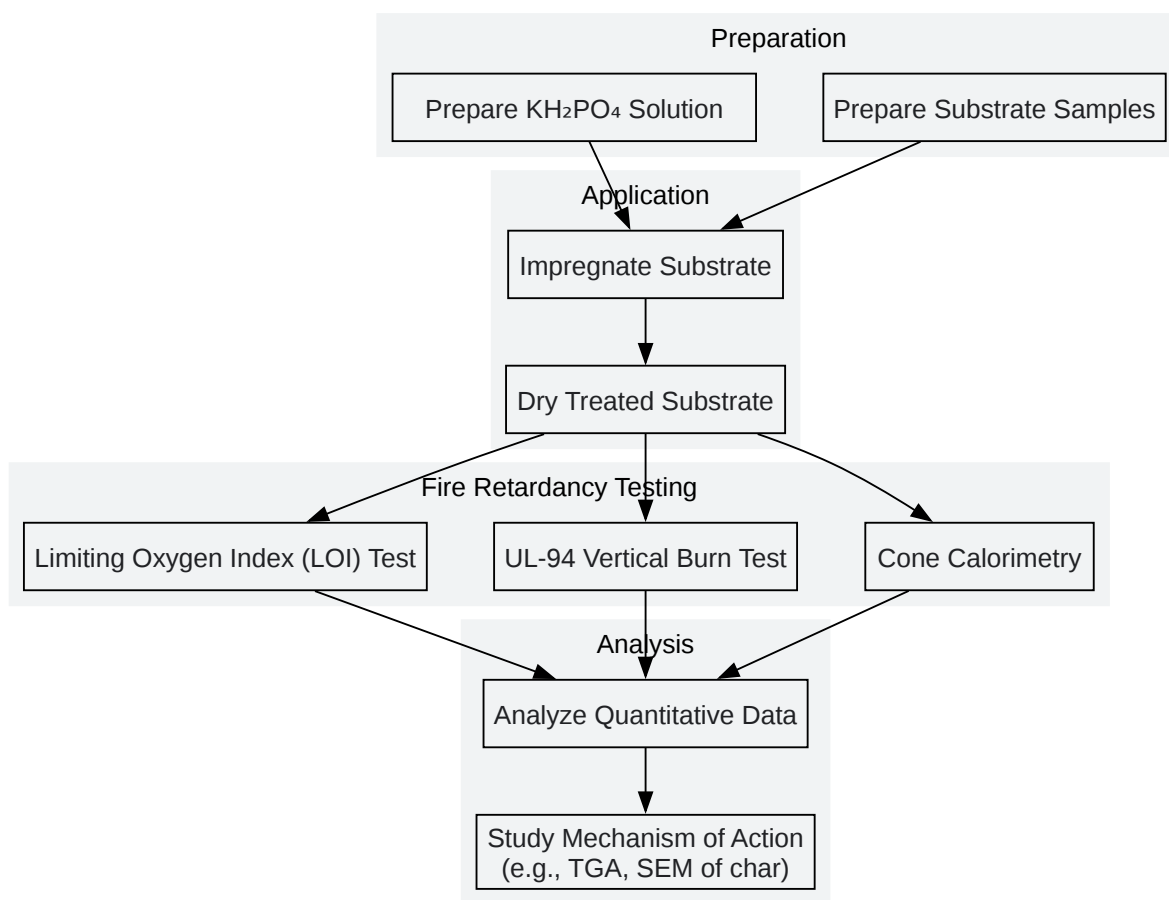 Preparation
Prepare KH₂PO₄ Solution
Prepare Substrate Samples
Application
Impregnate Substrate
Dry Treated Substrate
Fire Retardancy Testing
Limiting Oxygen Index (LOI) Test
UL-94 Vertical Burn Test
Cone Calorimetry
Analysis
Analyze Quantitative Data
Study Mechanism of Action
(e.g., TGA, SEM of char)